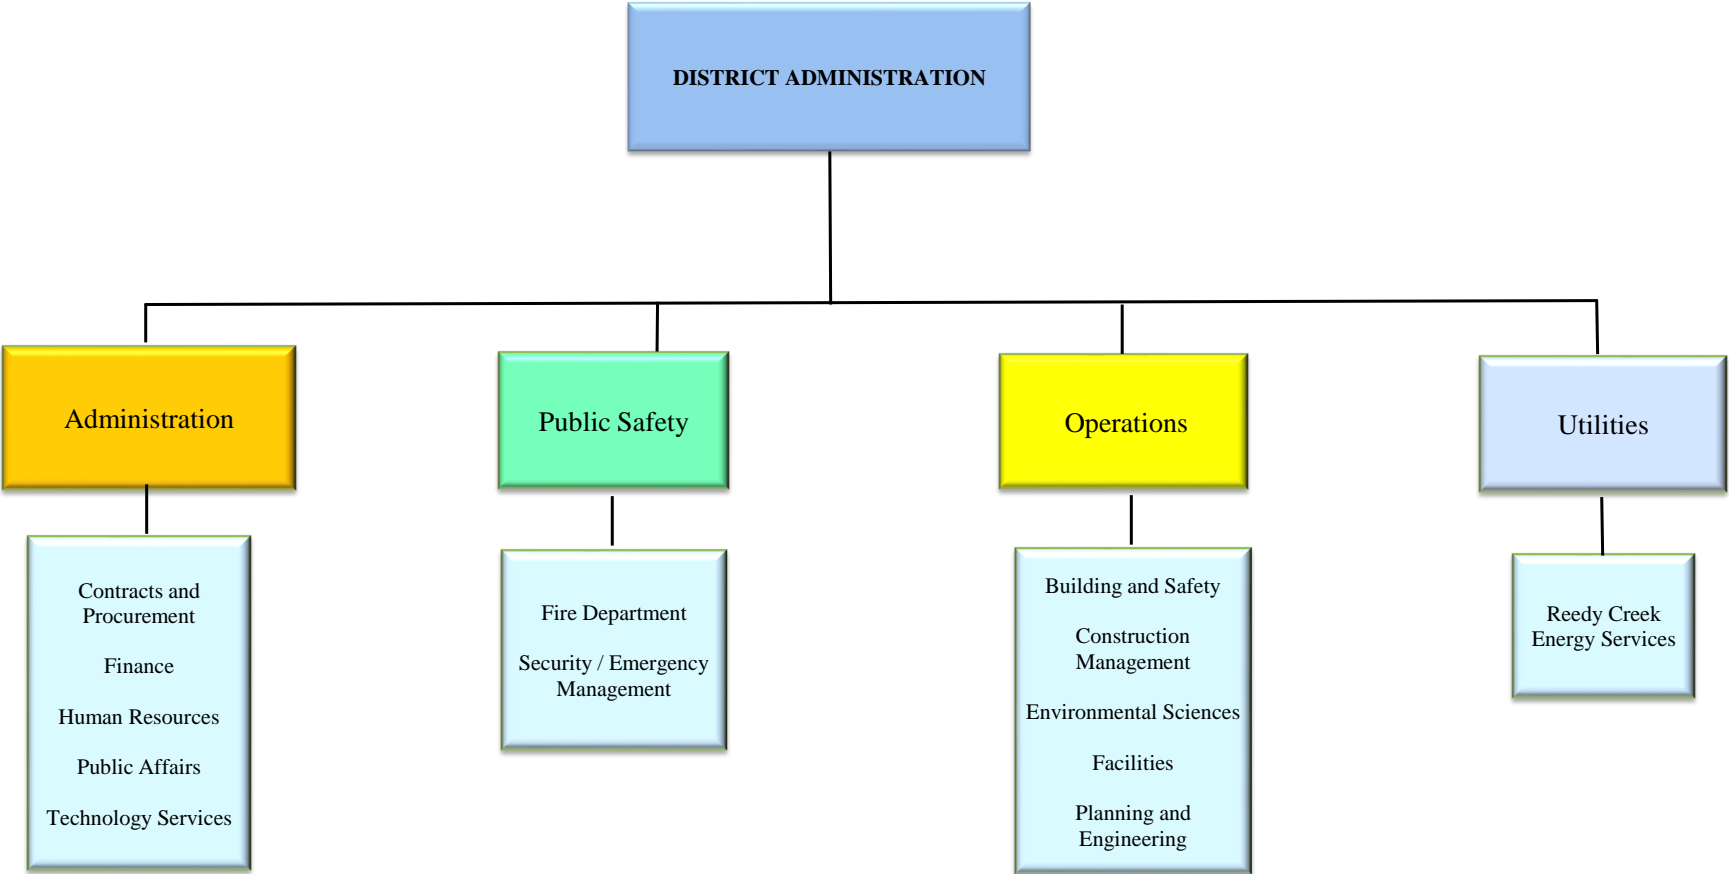 DISTRICT ADMINISTRATION
Administration
Public Safety
Operations
Utilities
Contracts and
Procurement
Finance
Human Resources
Public Affairs
Technology Services
Fire Department
Security / Emergency
Management
Building and Safety
Construction
Management
Environmental Sciences
Facilities
Planning and
Engineering
Reedy Creek
Energy Services